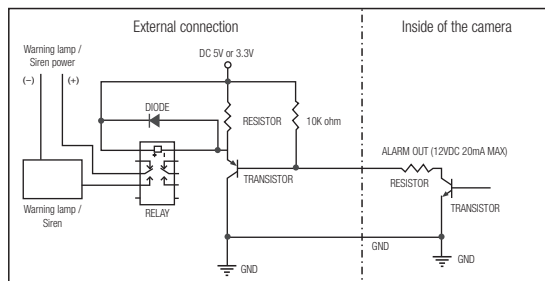 External connection
Inside of the camera
DC 5V or 3.3V
Warning lamp /
Siren power
(−)
(+)
DIODE
RESISTOR
10K ohm
ALARM OUT (12VDC 20mA MAX)
RESISTOR
TRANSISTOR
TRANSISTOR
Warning lamp /
Siren
RELAY
GND
GND
GND